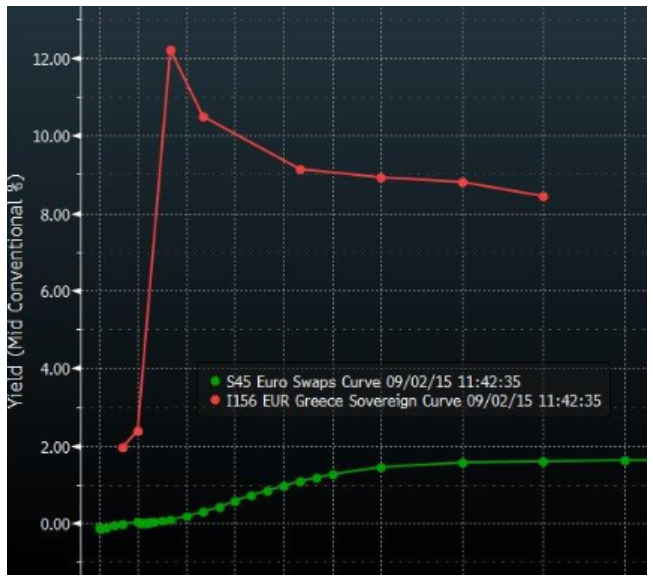 12.00
10.00
8.00
6.00
4.00
2.00
0.00
Yield (Mid Conventional %)
S45 Euro Swaps Curve 09/02/15 11:42:35
I156 EUR Greece Sovereign Curve 09/02/15 11:42:35